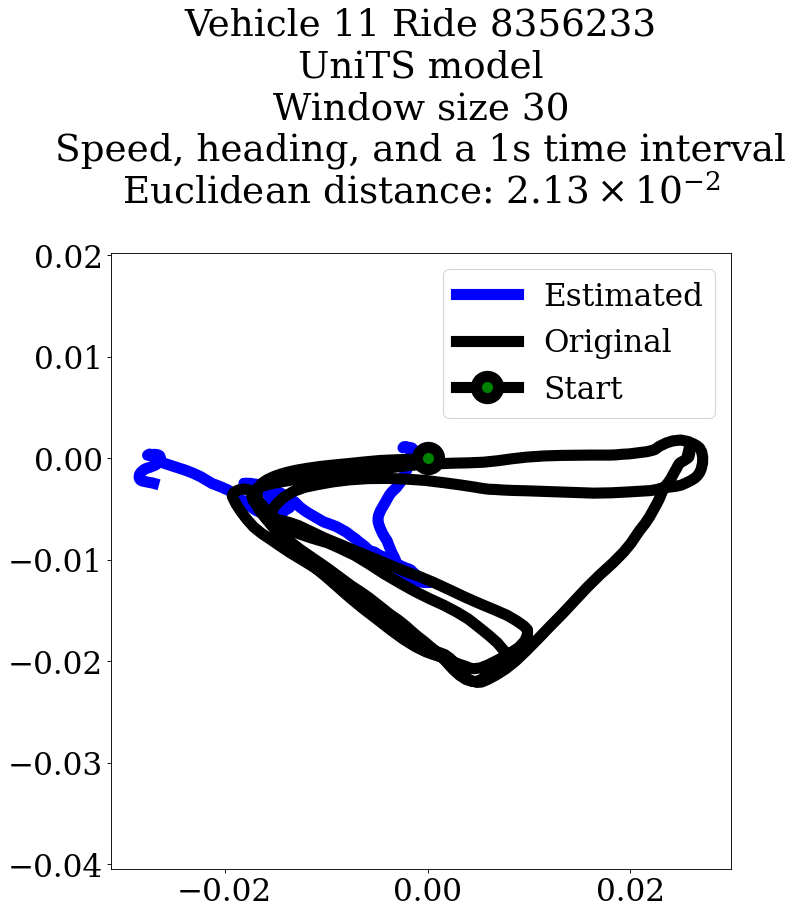 Vehicle 11 Ride 8356233
UniTS model
Window size 30
Speed, heading, and a 1s time interval
Euclidean distance: 2.13 × 10⁻²
0.02
Estimated
0.01
Original
Start
0.00
−0.01
−0.02
−0.03
−0.04
−0.02 0.00 0.02